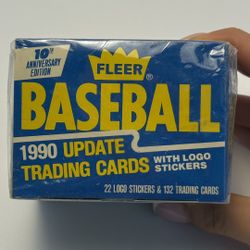 10th
ANNIVERSARY
EDITION
FLEER
BASEBALL
1990 UPDATE
TRADING CARDS
WITH LOGO
STICKERS
22 LOGO STICKERS & 132 TRADING CARDS